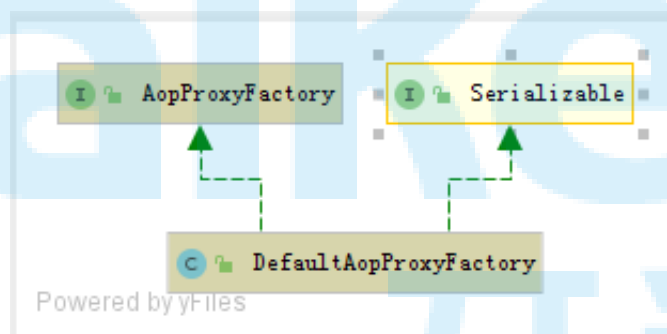 I AopProxyFactory
I Serializable
C DefaultAopProxyFactory
Powered by yFiles